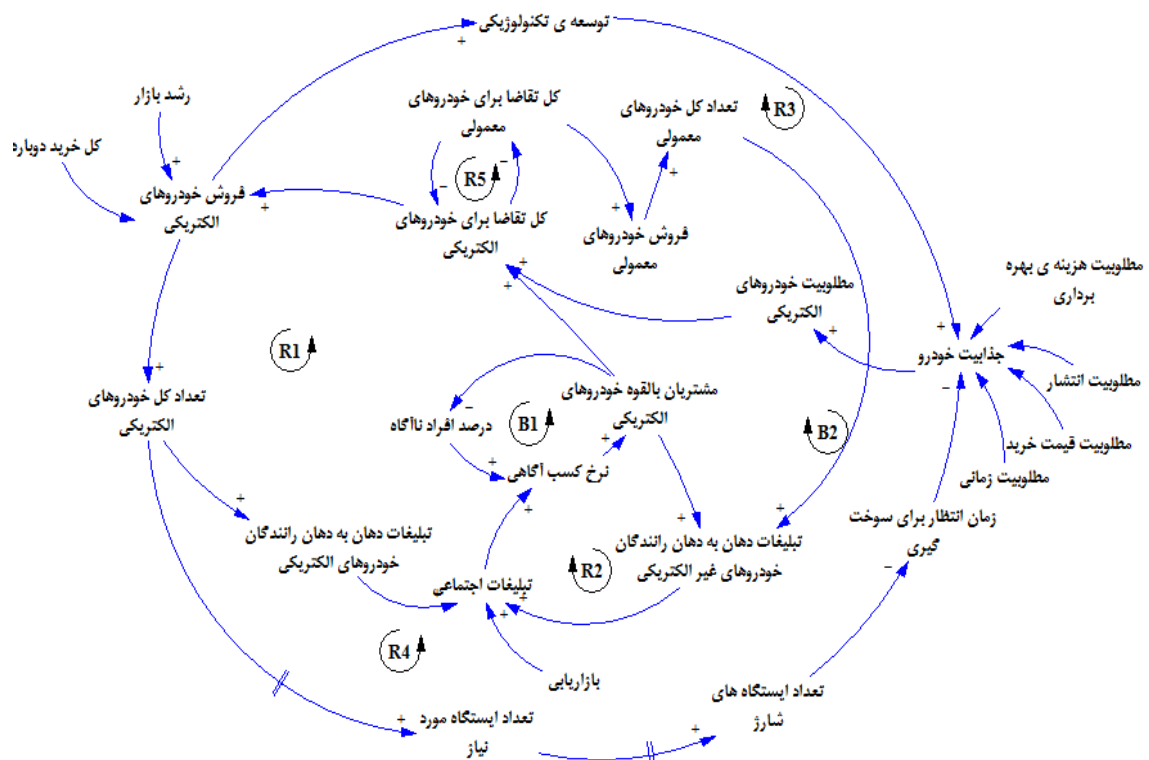 توسعه ی تکنولوژیکی
+
رشد بازار
کل تقاضا برای خودروهای
معمولی
تعداد کل خودروهای
معمولی
R3
کل خرید دوباره
+
-
-
R5
+
فروش خودروهای
الکتریکی
+
کل تقاضا برای خودروهای
الکتریکی
+
فروش خودروهای
معمولی
+
+
مطلوبیت خودروهای
الکتریکی
+
مطلوبیت هزینه ی بهره
برداری
+
جذابیت خودرو
-
مطلوبیت انتشار
مطلوبیت قیمت خرید
مطلوبیت زمانی
R1
+
تعداد کل خودروهای
الکتریکی
مشتریان بالقوه خودروهای
الکتریکی
-
درصد افراد ناآگاه
B1
+
B2
+
نرخ کسب آگاهی
+
+
تبلیغات دهان به دهان رانندگان
خودروهای الکتریکی
+
+
تبلیغات دهان به دهان رانندگان
خودروهای غیر الکتریکی
+
زمان انتظار برای سوخت
گیری
-
R2
تبلیغات اجتماعی
+
+
+
R4
بازاریابی
تعداد ایستگاه مورد
نیاز
+
تعداد ایستگاه های
شارژ
+